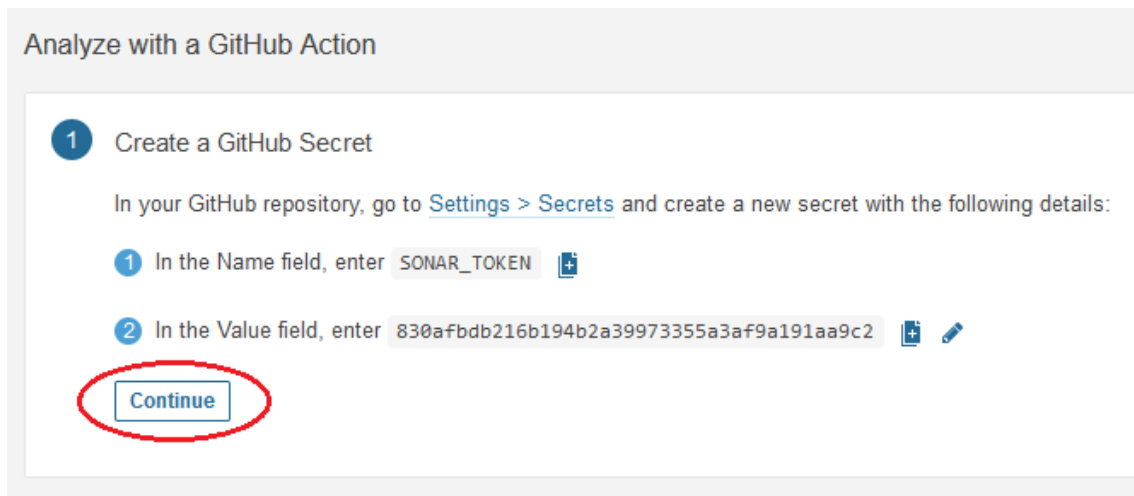 Analyze with a GitHub Action
1 Create a GitHub Secret
In your GitHub repository, go to Settings > Secrets and create a new secret with the following details:
1 In the Name field, enter SONAR_TOKEN
2 In the Value field, enter 830afbdb216b194b2a39973355a3af9a191aa9c2
Continue